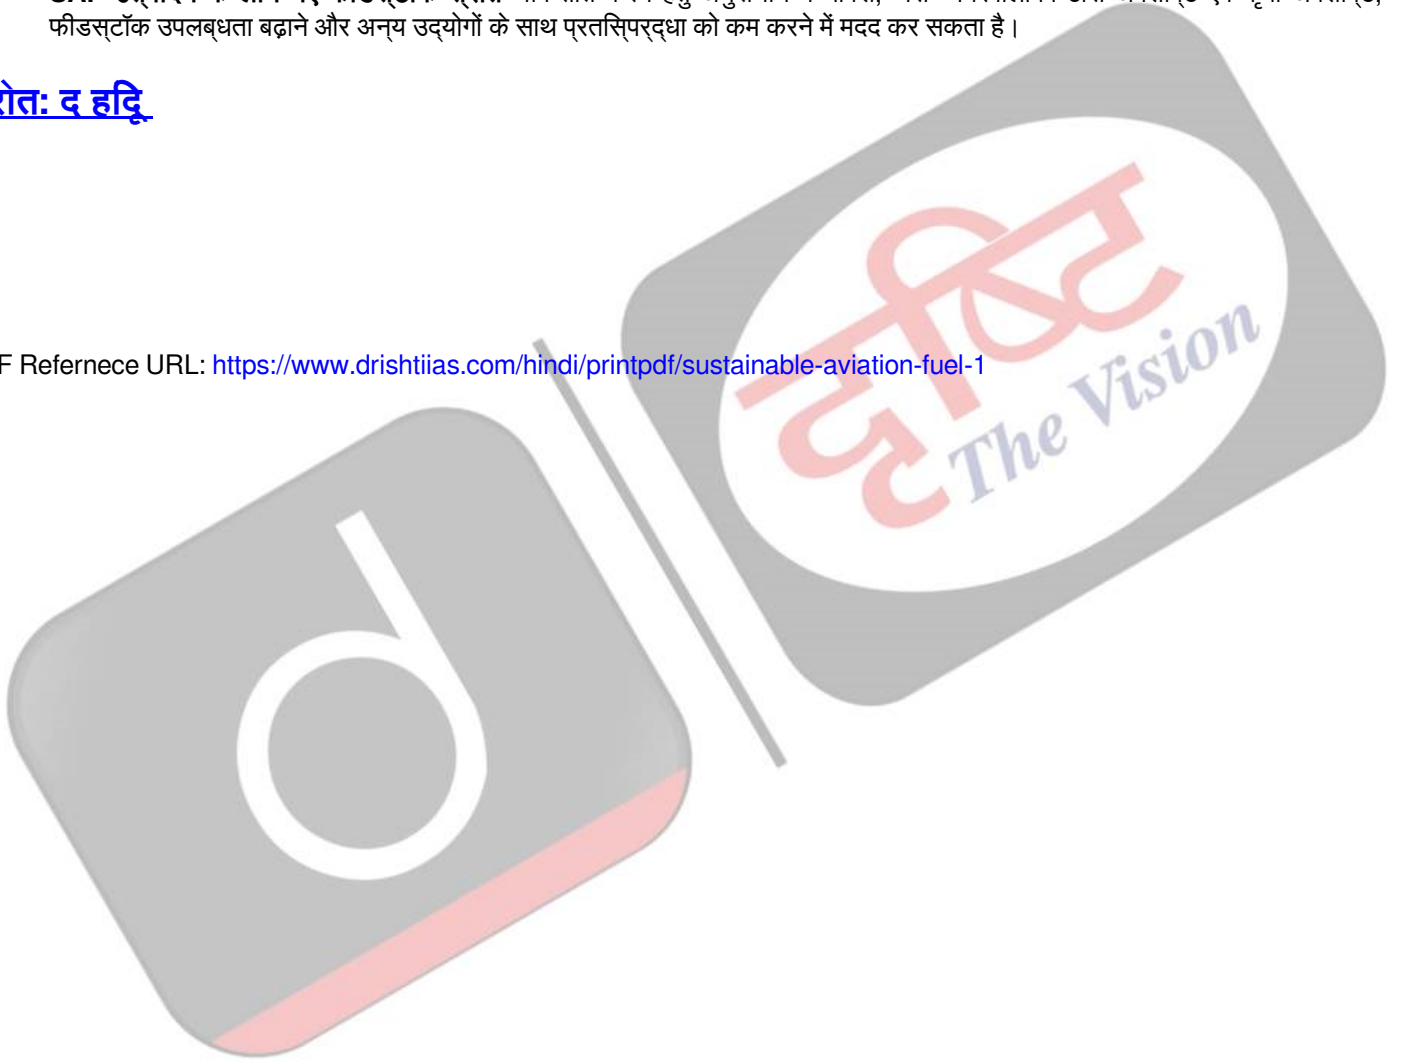 फीडस्टॉक उपलब्धता बढ़ाने और अन्य उद्योगों के साथ प्रतिस्पर्द्धा को कम करने में मदद कर सकता है।
रोत: द हिंदू
F Refernece URL: https://www.drishtiias.com/hindi/printpdf/sustainable-aviation-fuel-1
दृष्टि
The Vision
d